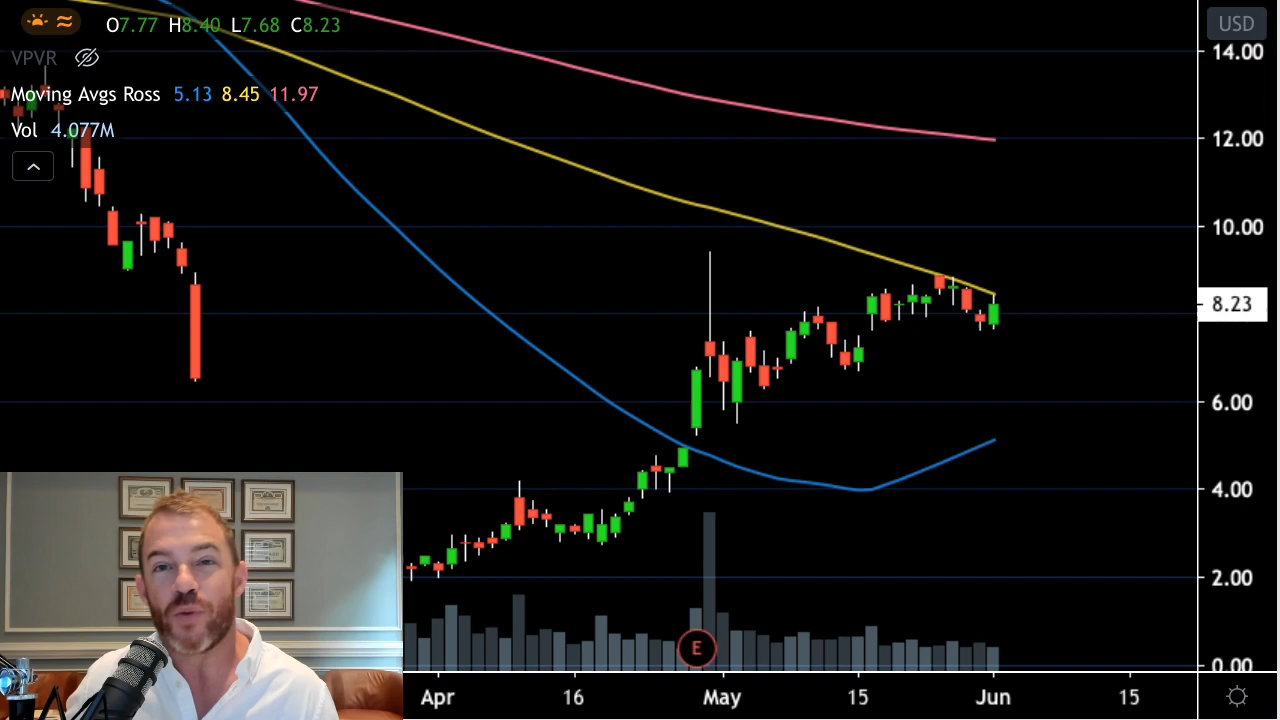 O7.77 H8.40 L7.68 C8.23
USD
VPVR
14.00
Moving Avgs Ross 5.13 8.45 11.97
Vol 4.077M
12.00
10.00
8.23
6.00
4.00
2.00
E
0.00
Apr 16 May 15 Jun 15